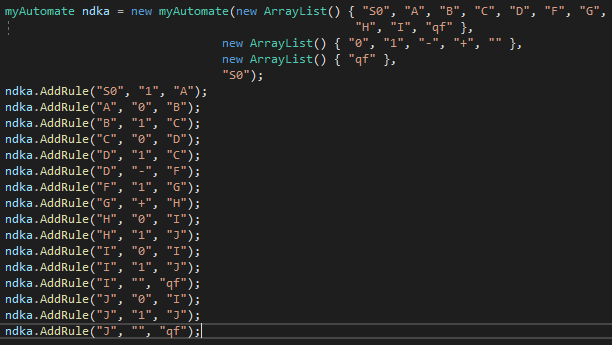 myAutomate ndka = new myAutomate(new ArrayList() { "S0", "A", "B", "C", "D", "F", "G",
"H", "I", "qf" },
new ArrayList() { "0", "1", "-", "+", "" },
new ArrayList() { "qf" },
"S0");
ndka.AddRule("S0", "1", "A");
ndka.AddRule("A", "0", "B");
ndka.AddRule("B", "1", "C");
ndka.AddRule("C", "0", "D");
ndka.AddRule("D", "1", "C");
ndka.AddRule("D", "-", "F");
ndka.AddRule("F", "1", "G");
ndka.AddRule("G", "+", "H");
ndka.AddRule("H", "0", "I");
ndka.AddRule("H", "1", "J");
ndka.AddRule("I", "0", "I");
ndka.AddRule("I", "1", "J");
ndka.AddRule("I", "", "qf");
ndka.AddRule("J", "0", "I");
ndka.AddRule("J", "1", "J");
ndka.AddRule("J", "", "qf");